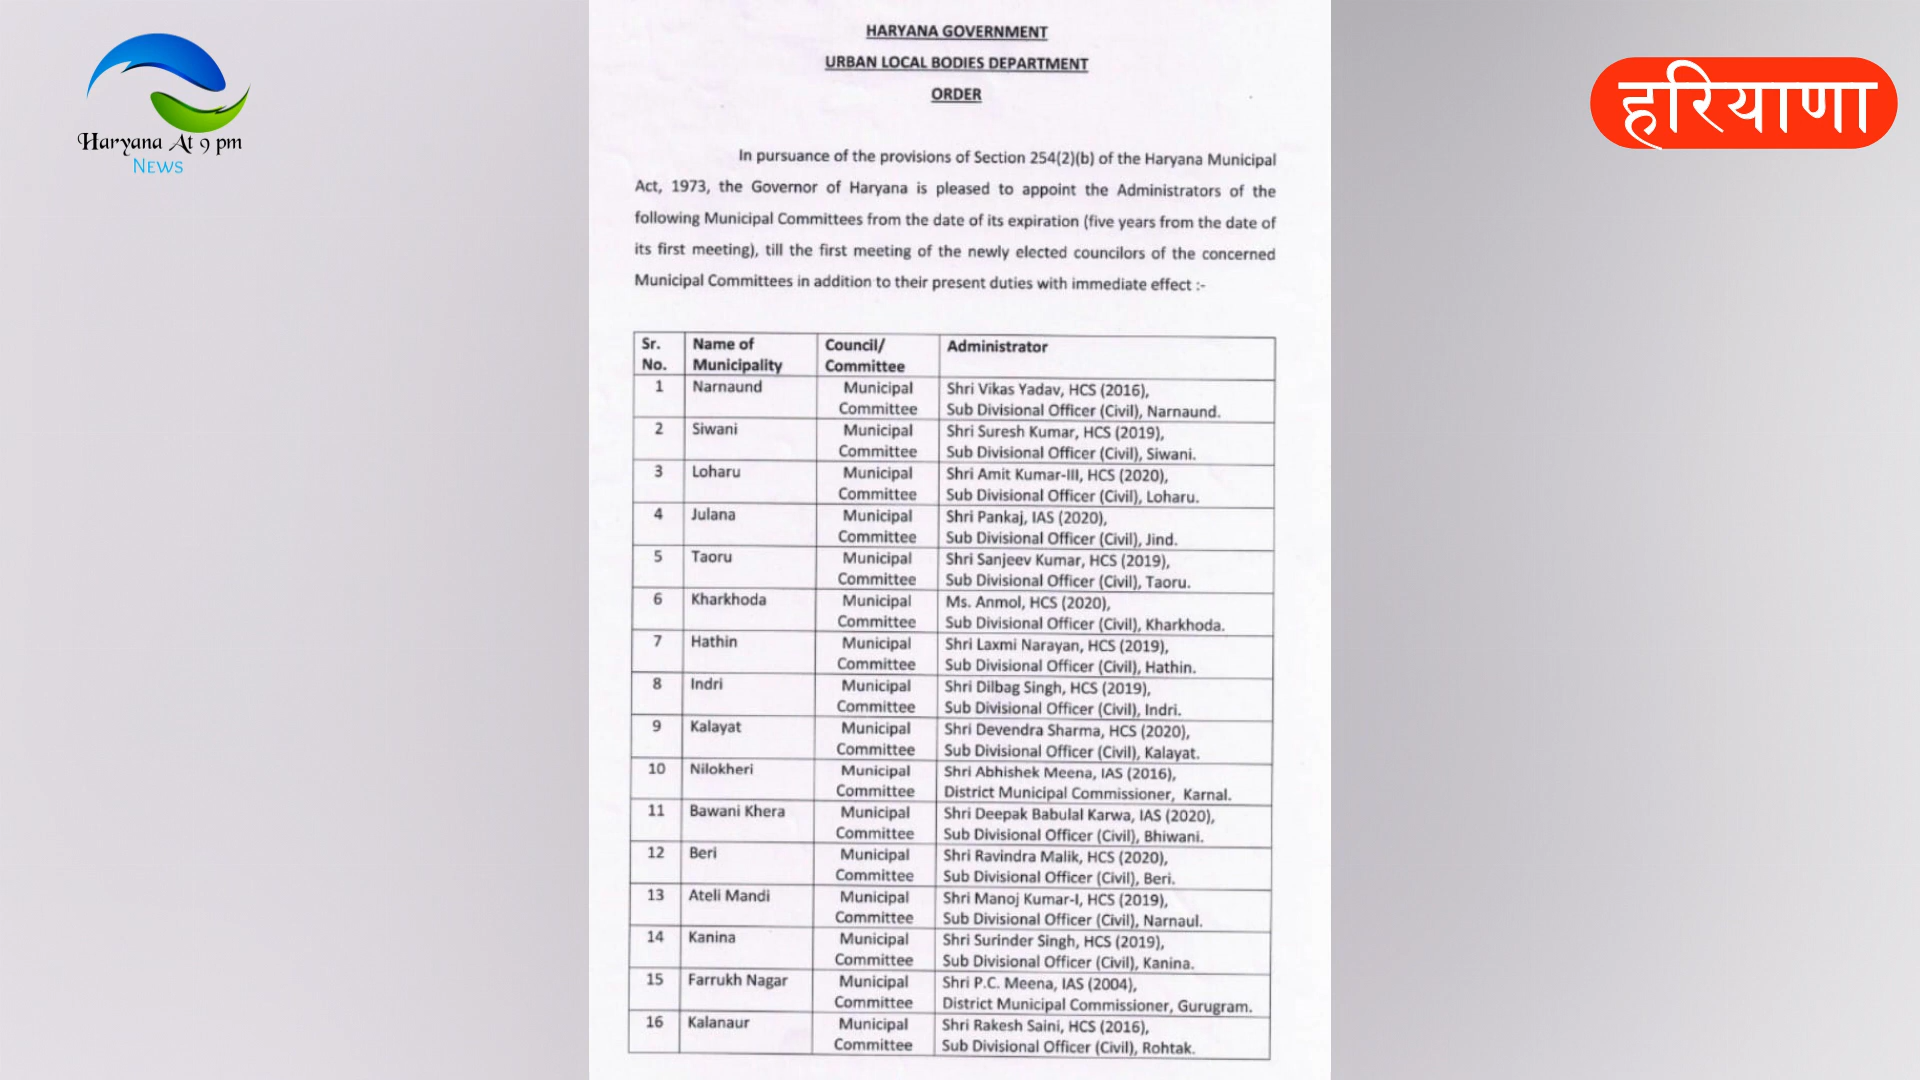 Haryana At 9 pm
News
हरियाणा
HARYANA GOVERNMENT
URBAN LOCAL BODIES DEPARTMENT
ORDER
In pursuance of the provisions of Section 254(2)(b) of the Haryana Municipal
Act, 1973, the Governor of Haryana is pleased to appoint the Administrators of the
following Municipal Committees from the date of its expiration (five years from the date of
its first meeting), till the first meeting of the newly elected councilors of the concerned
Municipal Committees in addition to their present duties with immediate effect :-
Sr. No. Name of Municipality Council/ Committee Administrator
1 Narnaund Municipal Committee Shri Vikas Yadav, HCS (2016),
Sub Divisional Officer (Civil), Narnaund.
2 Siwani Municipal Committee Shri Suresh Kumar, HCS (2019),
Sub Divisional Officer (Civil), Siwani.
3 Loharu Municipal Committee Shri Amit Kumar-III, HCS (2020),
Sub Divisional Officer (Civil), Loharu.
4 Julana Municipal Committee Shri Pankaj, IAS (2020),
Sub Divisional Officer (Civil), Jind.
5 Taoru Municipal Committee Shri Sanjeev Kumar, HCS (2019),
Sub Divisional Officer (Civil), Taoru.
6 Kharkhoda Municipal Committee Ms. Anmol, HCS (2020),
Sub Divisional Officer (Civil), Kharkhoda.
7 Hathin Municipal Committee Shri Laxmi Narayan, HCS (2019),
Sub Divisional Officer (Civil), Hathin.
8 Indri Municipal Committee Shri Dilbag Singh, HCS (2019),
Sub Divisional Officer (Civil), Indri.
9 Kalayat Municipal Committee Shri Devendra Sharma, HCS (2020),
Sub Divisional Officer (Civil), Kalayat.
10 Nilokheri Municipal Committee Shri Abhishek Meena, IAS (2016),
District Municipal Commissioner, Karnal.
11 Bawani Khera Municipal Committee Shri Deepak Babulal Karwa, IAS (2020),
Sub Divisional Officer (Civil), Bhiwani.
12 Beri Municipal Committee Shri Ravindra Malik, HCS (2020),
Sub Divisional Officer (Civil), Beri.
13 Ateli Mandi Municipal Committee Shri Manoj Kumar-I, HCS (2019),
Sub Divisional Officer (Civil), Narnaul.
14 Kanina Municipal Committee Shri Surinder Singh, HCS (2019),
Sub Divisional Officer (Civil), Kanina.
15 Farrukh Nagar Municipal Committee Shri P.C. Meena, IAS (2004),
District Municipal Commissioner, Gurugram.
16 Kalanaur Municipal Committee Shri Rakesh Saini, HCS (2016),
Sub Divisional Officer (Civil), Rohtak.